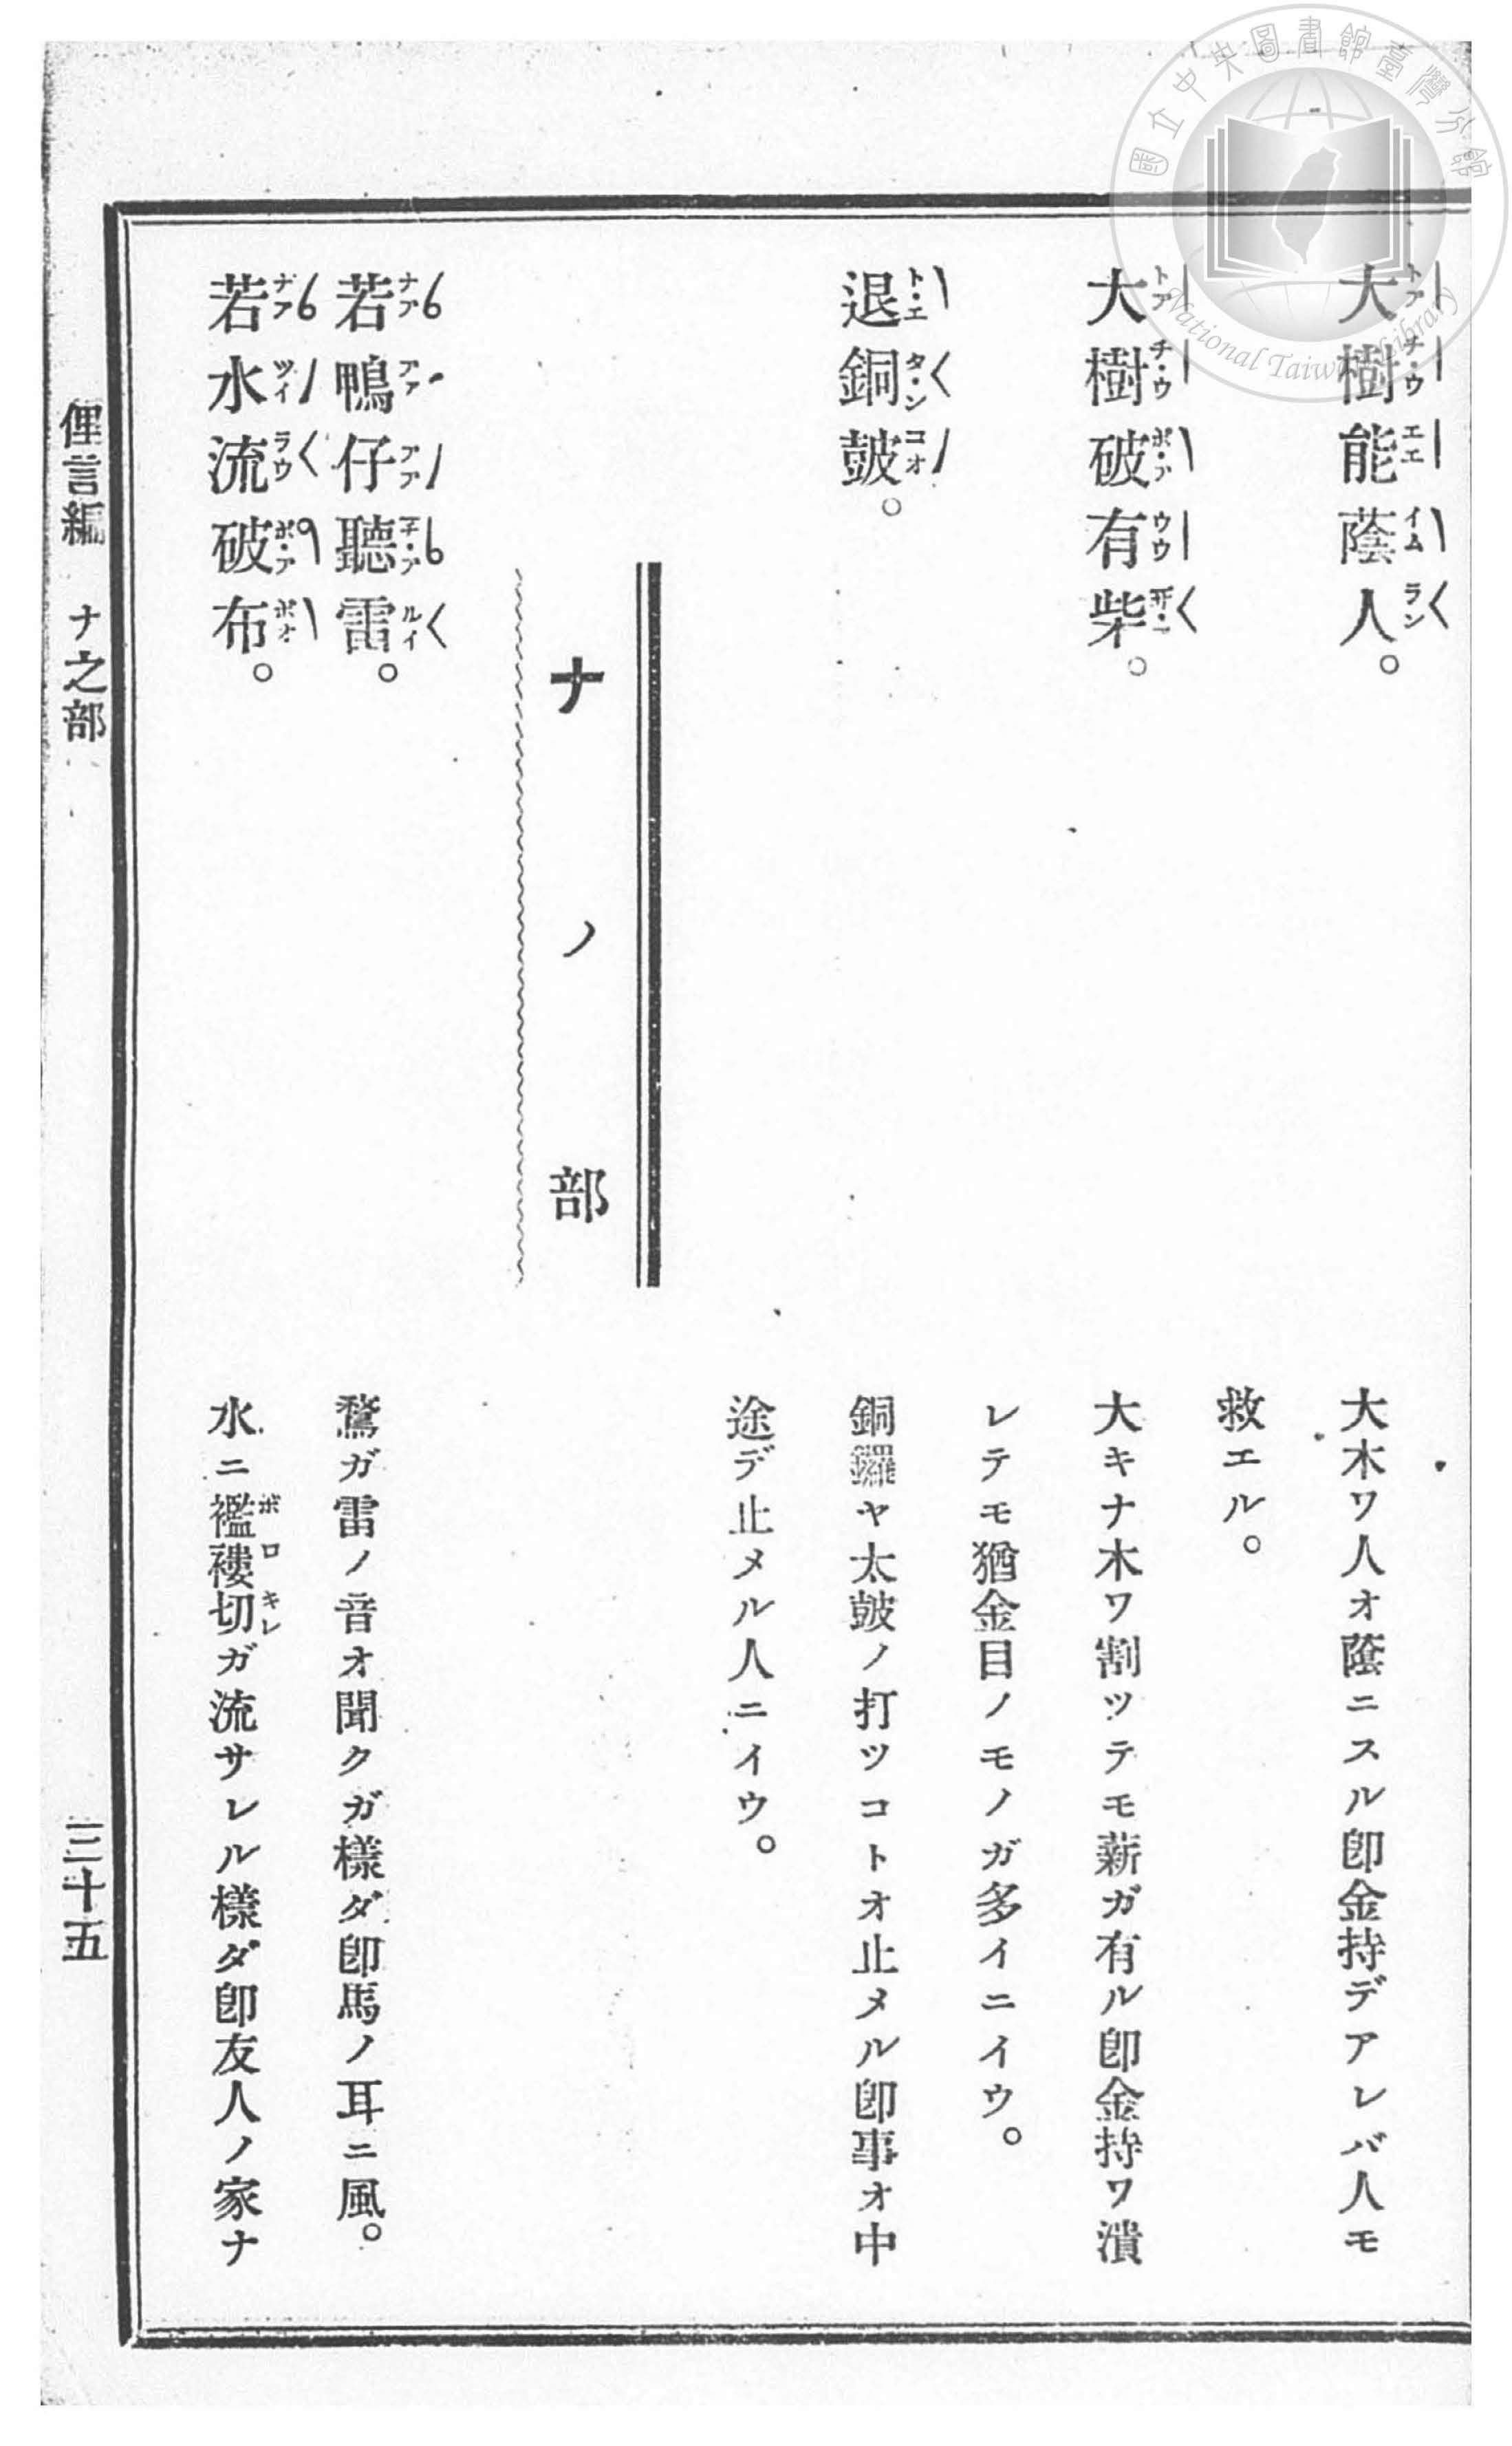 大樹能蔭人。
大木ワ人オ蔭ニスル卽金持デアレバ人モ
救エル。
大樹破有柴。
大キナ木ワ割ツテモ薪ガ有ル卽金持ワ潰
レテモ猶金目ノモノガ多イニイウ。
退銅鼓。
銅鑼ヤ太鼓ノ打ツコトオ止メル卽事オ中
途デ止メル人ニイウ。
ナノ部
若鴨仔聽雷。
鶩ガ雷ノ音オ聞クガ樣ダ卽馬ノ耳ニ風。
若水流破布。
水ニ襤褸切ガ流サレル樣ダ卽友人ノ家ナ
ボロキレ
俚言編 ナ之部
三十五
國立中央圖書館臺灣分館
National Taiwan Library